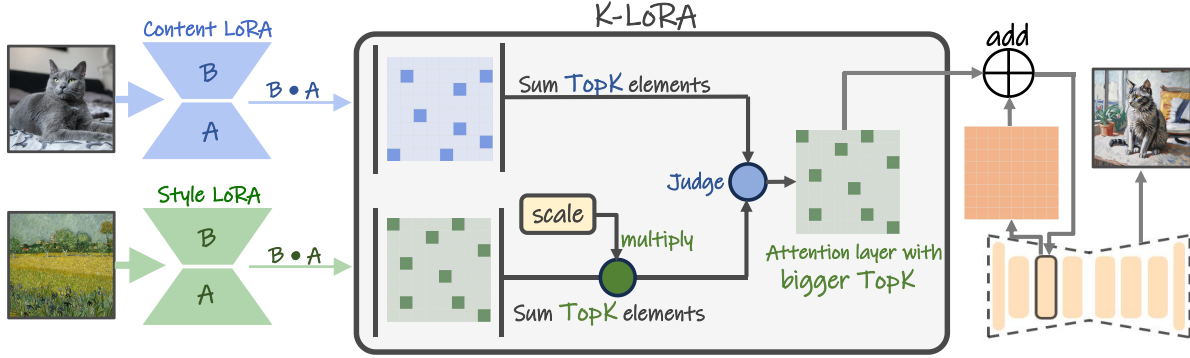 K-LoRA
Content LoRA
B
A
B • A
Sum TopK elements
Style LoRA
B
A
B • A
scale
multiply
Sum TopK elements
Judge
Attention layer with
bigger TopK
add